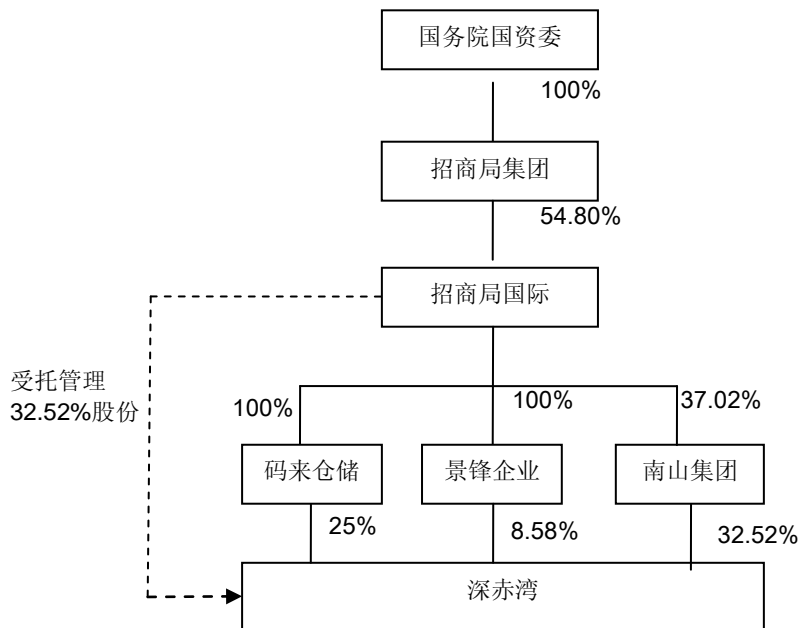 国务院国资委
100%
招商局集团
54.80%
招商局国际
受托管理
32.52%股份
100%
100%
37.02%
码来仓储
景锋企业
南山集团
25%
8.58%
32.52%
深赤湾